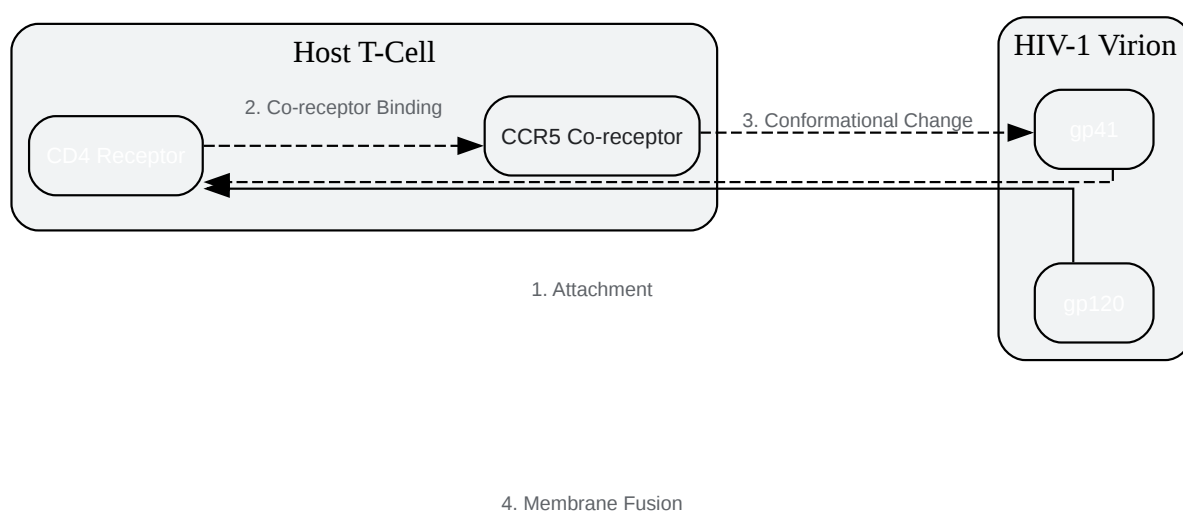 Host T-Cell
HIV-1 Virion
2. Co-receptor Binding
CD4 Receptor
CCR5 Co-receptor
3. Conformational Change
gp41
1. Attachment
gp120
4. Membrane Fusion